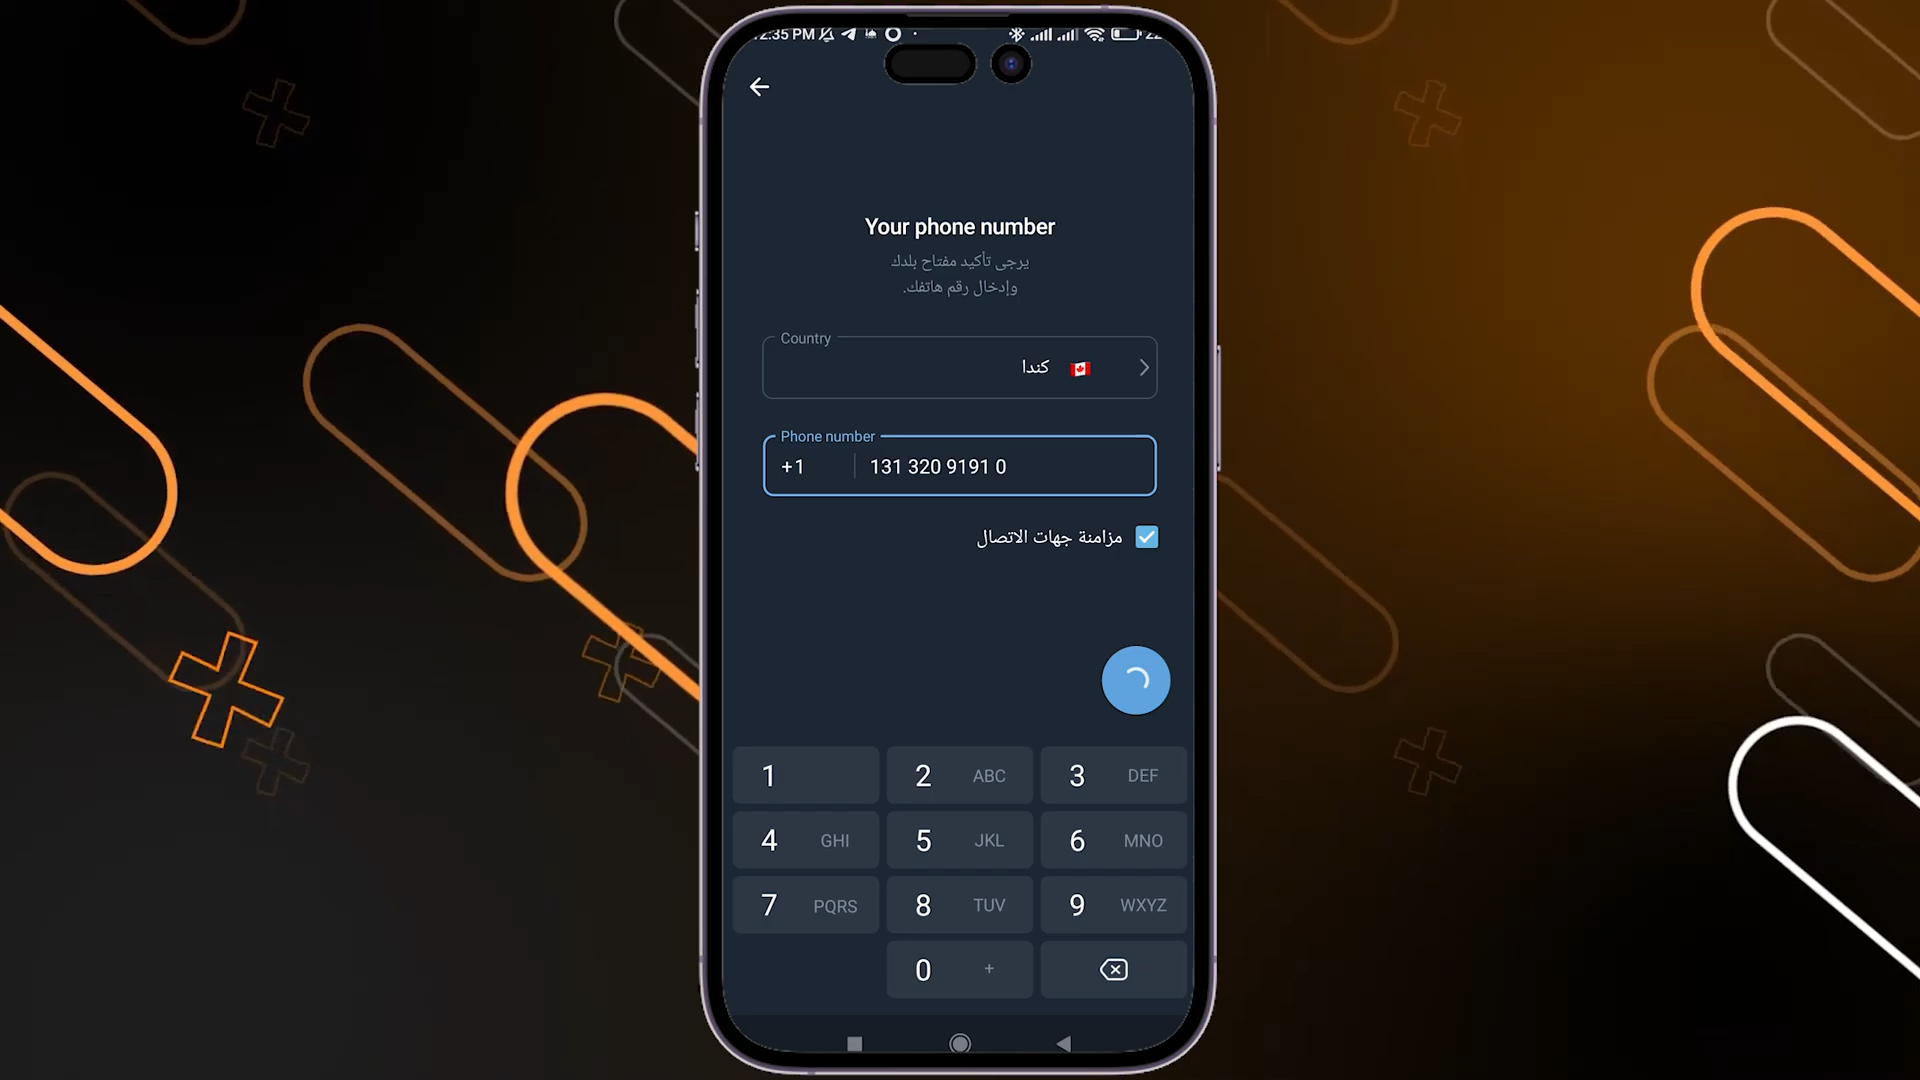 2:35 PM
22
Your phone number
يرجى تأكيد مفتاح بلدك
وإدخال رقم هاتفك.
Country
كندا
Phone number
+1 131 320 9191 0
مزامنة جهات الاتصال
1
2 ABC
3 DEF
4 GHI
5 JKL
6 MNO
7 PQRS
8 TUV
9 WXYZ
0 +